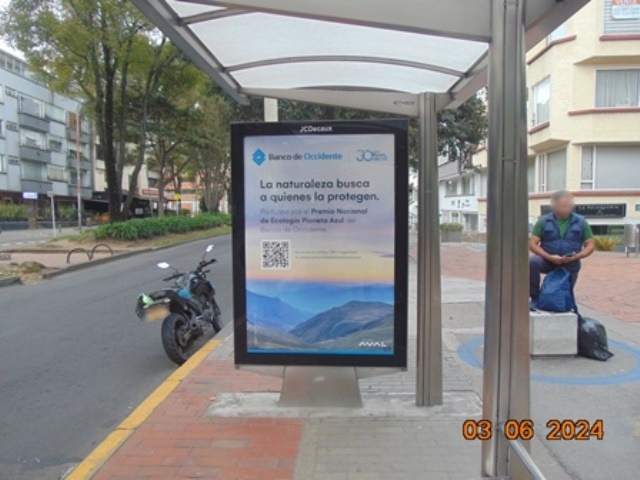 JCDecaux
Banco de Occidente
30
La naturaleza busca
a quienes la protegen.
Participa por el Premio Nacional
de Ecología Planeta Azul del
Banco de Occidente.
AVAL
03 06 2024